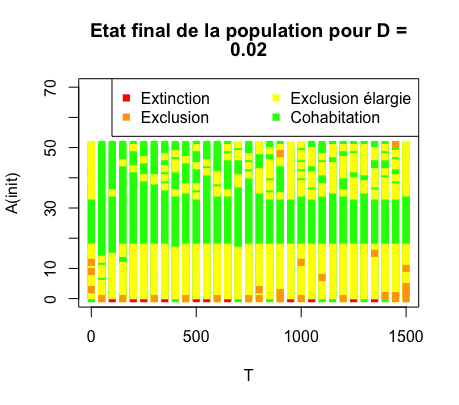 Etat final de la population pour D =
0.02
Extinction
Exclusion
Exclusion élargie
Cohabitation
A(init)
70
50
30
10
0
0
500
1000
1500
T